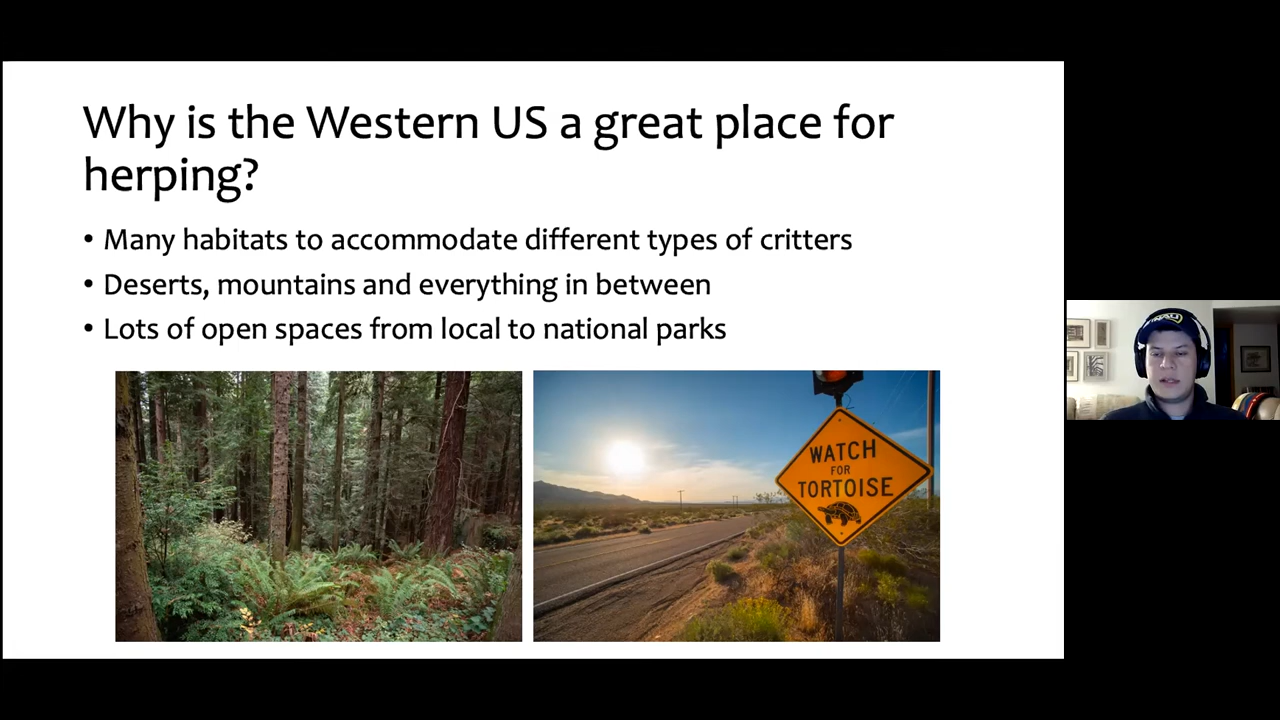 Why is the Western US a great place for
herping?
• Many habitats to accommodate different types of critters
• Deserts, mountains and everything in between
• Lots of open spaces from local to national parks
WATCH
FOR
TORTOISE
NAU